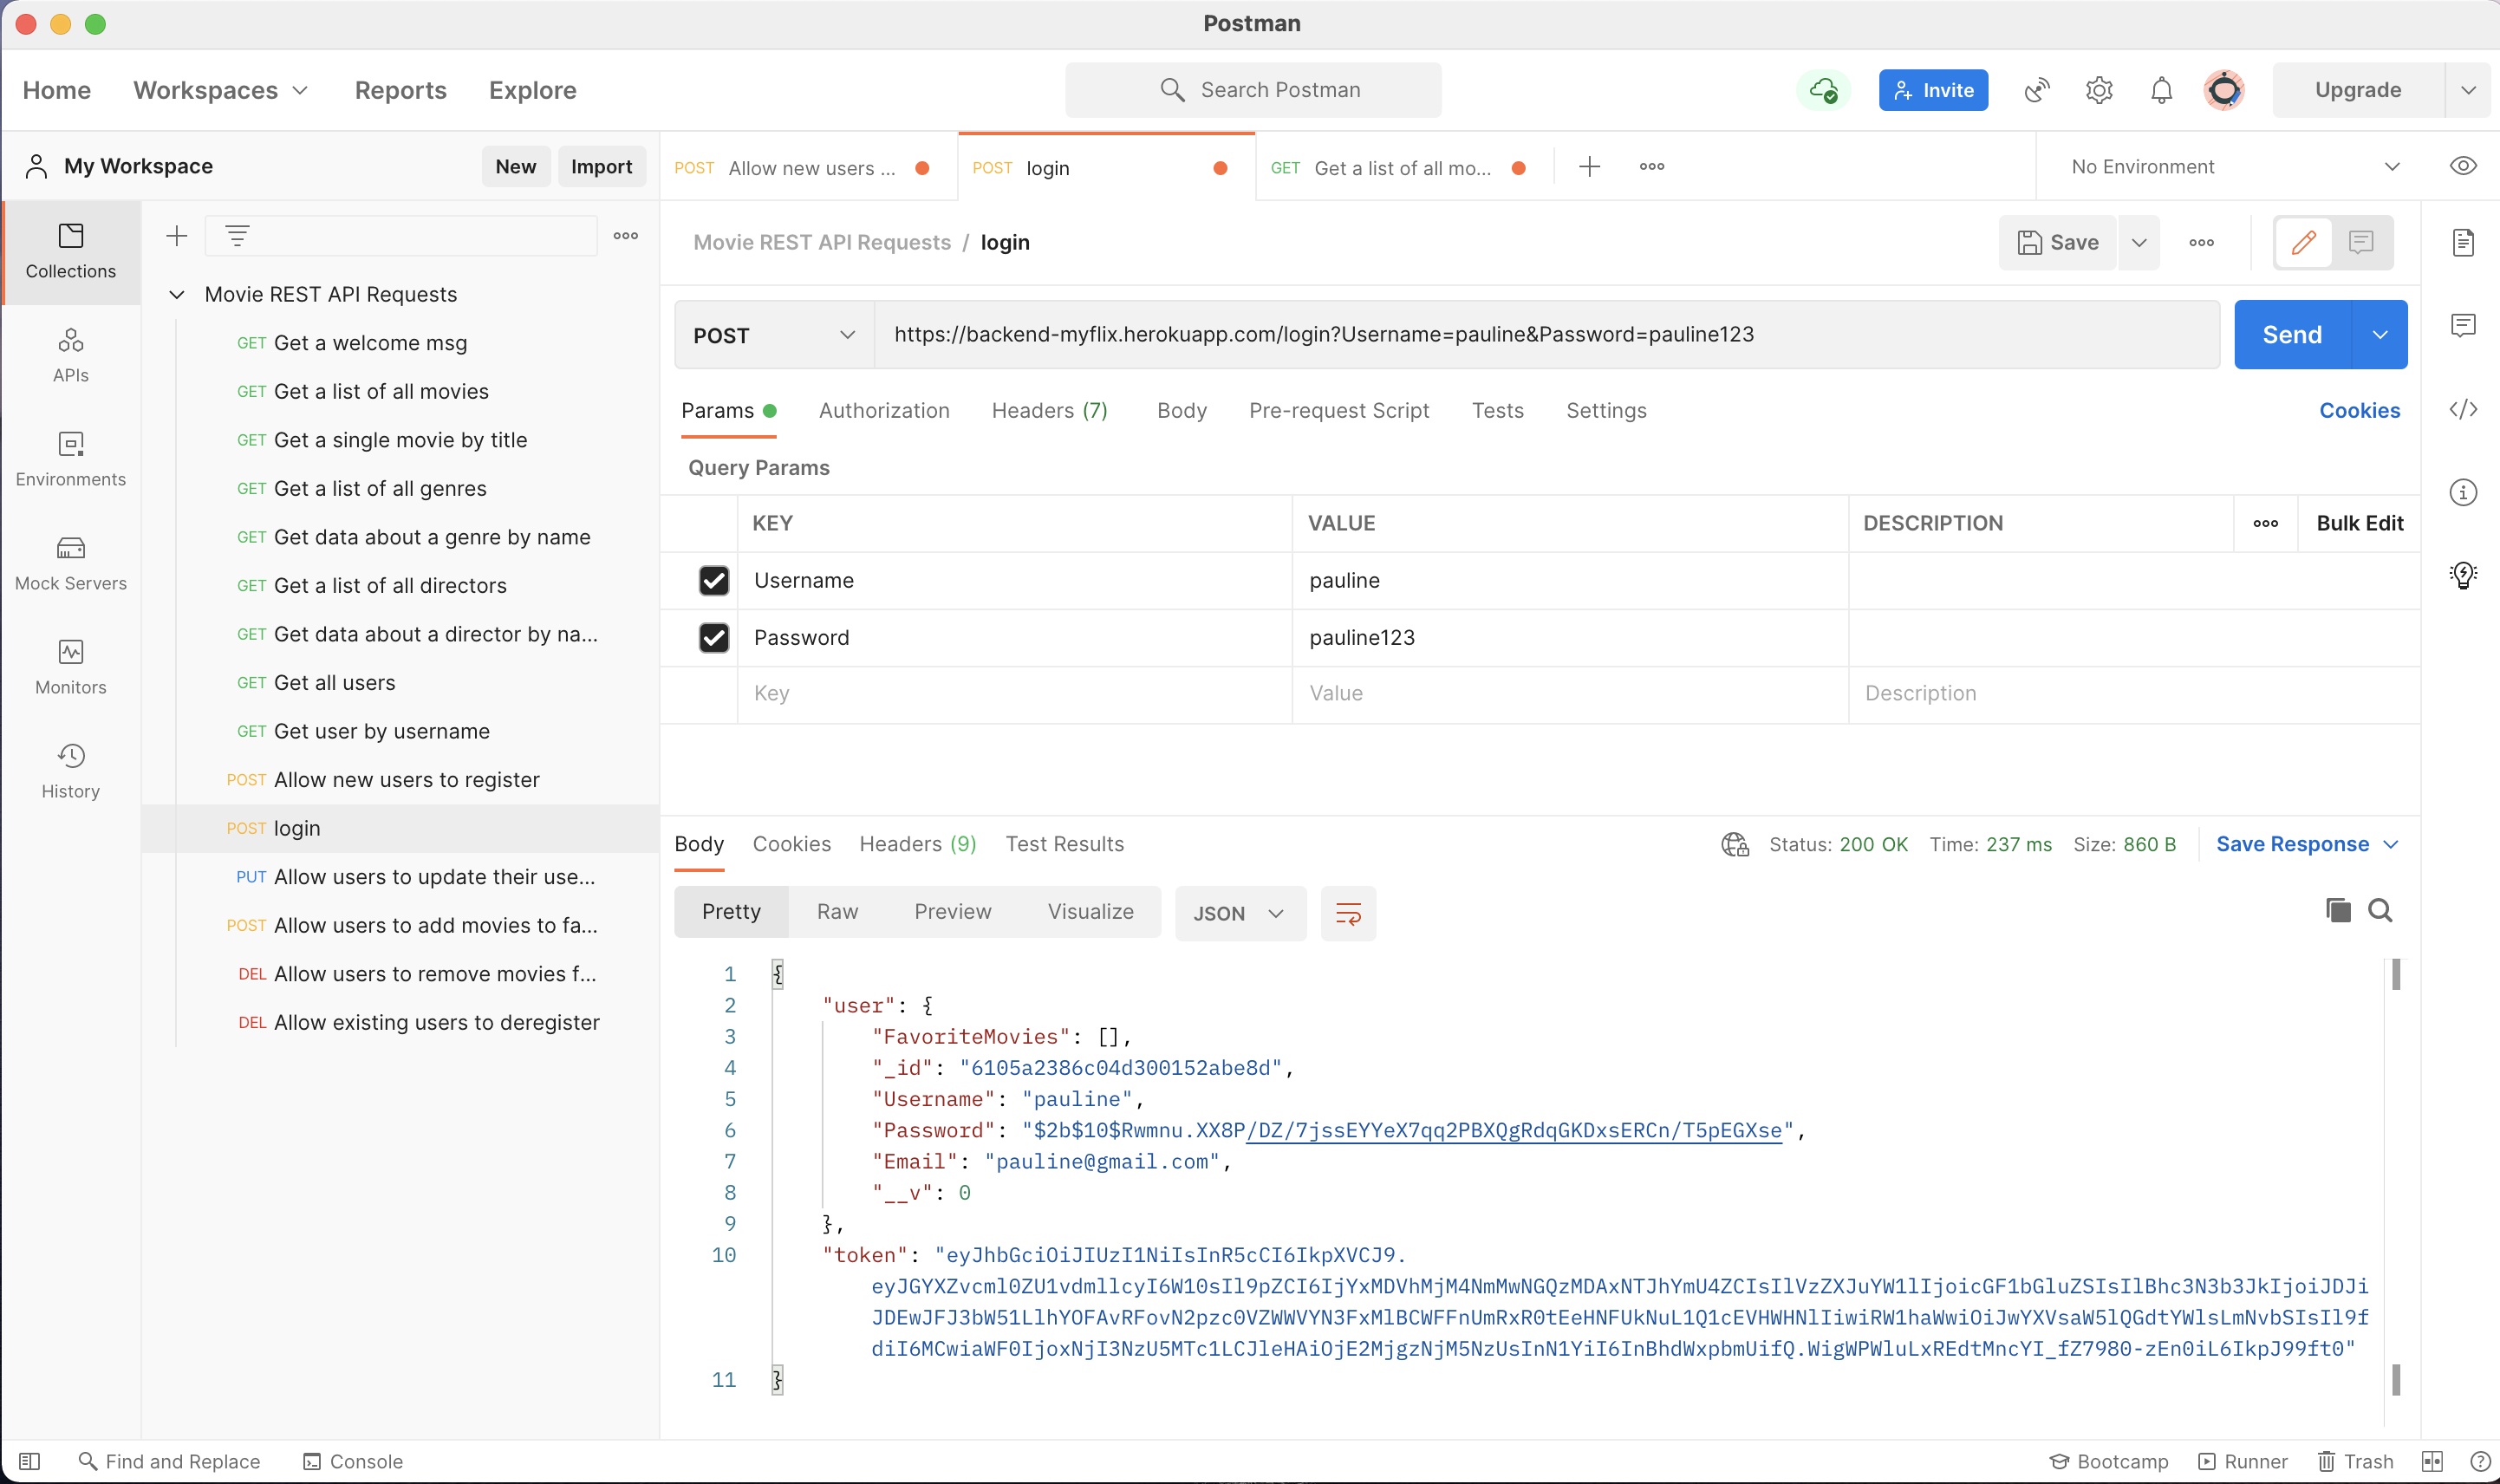 Postman
Home Workspaces Reports Explore Search Postman Invite Upgrade
My Workspace New Import POST Allow new users ... POST login GET Get a list of all mo... No Environment
Collections
APIs
Environments
Mock Servers
Monitors
History
Movie REST API Requests
GET Get a welcome msg
GET Get a list of all movies
GET Get a single movie by title
GET Get a list of all genres
GET Get data about a genre by name
GET Get a list of all directors
GET Get data about a director by na...
GET Get all users
GET Get user by username
POST Allow new users to register
POST login
PUT Allow users to update their use...
POST Allow users to add movies to fa...
DEL Allow users to remove movies f...
DEL Allow existing users to deregister
Movie REST API Requests / login Save
POST https://backend-myflix.herokuapp.com/login?Username=pauline&Password=pauline123 Send
Params Authorization Headers (7) Body Pre-request Script Tests Settings Cookies
Query Params
KEY VALUE DESCRIPTION Bulk Edit
Username pauline
Password pauline123
Key Value Description
Body Cookies Headers (9) Test Results Status: 200 OK Time: 237 ms Size: 860 B Save Response
Pretty Raw Preview Visualize JSON
1 {
2 "user": {
3 "FavoriteMovies": [],
4 "_id": "6105a2386c04d300152abe8d",
5 "Username": "pauline",
6 "Password": "$2b$10$Rwmnu.XX8P/DZ/7jssEYYeX7qq2PBXQgRdqGKDxsERCn/T5pEGXse",
7 "Email": "pauline@gmail.com",
8 "__v": 0
9 },
10 "token": "eyJhbGciOiJIUzI1NiIsInR5cCI6IkpXVCJ9.
eyJGYXZvcml0ZU1vdmllcyI6W10sIl9pZCI6IjYxMDVhMjM4NmMwNGQzMDAxNTJhYmU4ZCIsIlVzZXJuYW1lIjoicGF1bGluZSIsIlBhc3N3b3JkIjoiJDJi
JDEwJFJ3bW51LlhYOFAvRFovN2pzc0VZWWVYN3FxMlBCWFFnUmRxR0tEeHNFUkNuL1Q1cEVHWHNlIiwiRW1haWwiOiJwYXVsaW5lQGdtYWlsLmNvbSIsIl9f
diI6MCwiaWF0IjoxNjI3NzU5MTc1LCJleHAiOjE2MjgzNjM5NzUsInN1YiI6InBhdWxpbmUifQ.WigWPWluLxREdtMncYI_fZ7980-zEn0iL6IkpJ99ft0"
11 }
Find and Replace Console Bootcamp Runner Trash